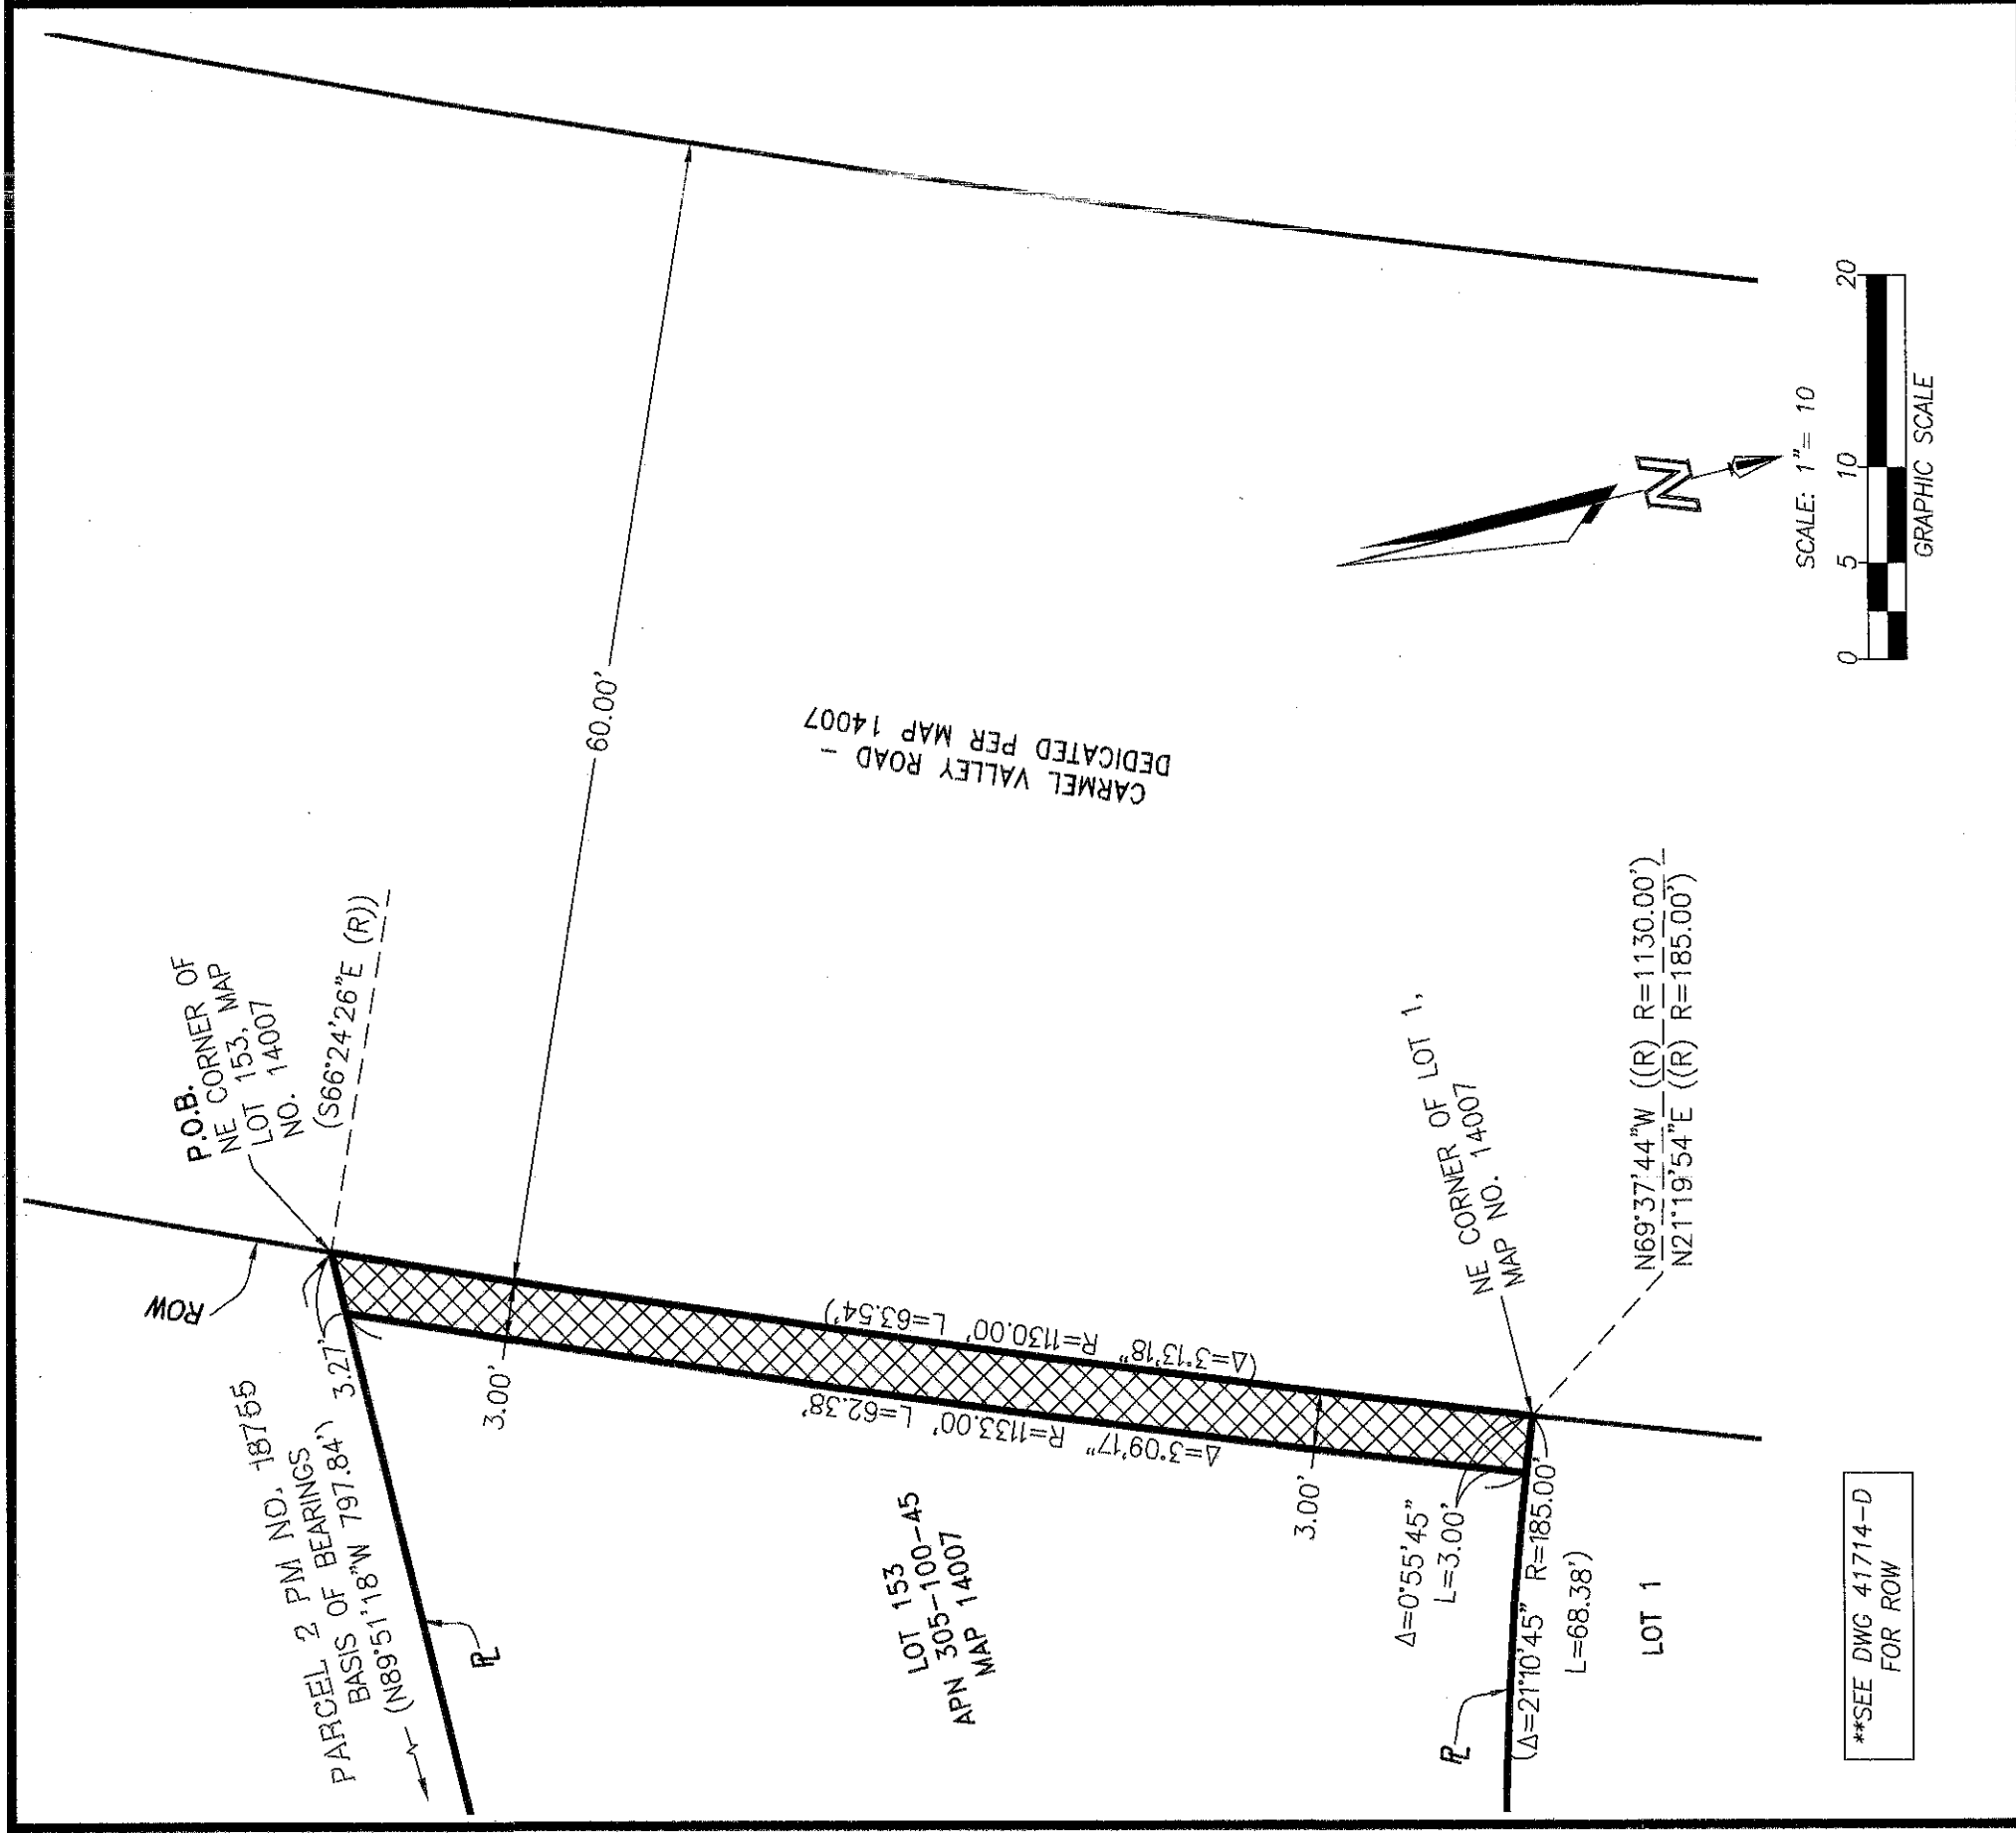 P.O.B.
NE CORNER OF
LOT 153, MAP
NO. 14007
(S66°24'26"E (R))
ROW
PARCEL 2 PM NO. 18755
BASIS OF BEARINGS
(N89°51'18"W 797.84') 3.27'
PL
3.00'
60.00'
CARMEL VALLEY ROAD -
DEDICATED PER MAP 14007
(Δ=3°13'18" R=1130.00' L=63.54')
Δ=3°09'17" R=1133.00' L=62.38'
LOT 153
APN 305-100-45
MAP 14007
3.00'
NE CORNER OF LOT 1,
MAP NO. 14007
N69°37'44"W ((R) R=1130.00')
N21°19'54"E ((R) R=185.00')
Δ=0°55'45"
L=3.00'
(Δ=21°10'45" R=185.00'
L=68.38')
PL
LOT 1
N
SCALE: 1"= 10
0 5 10 20
GRAPHIC SCALE
**SEE DWG 41714-D
FOR ROW